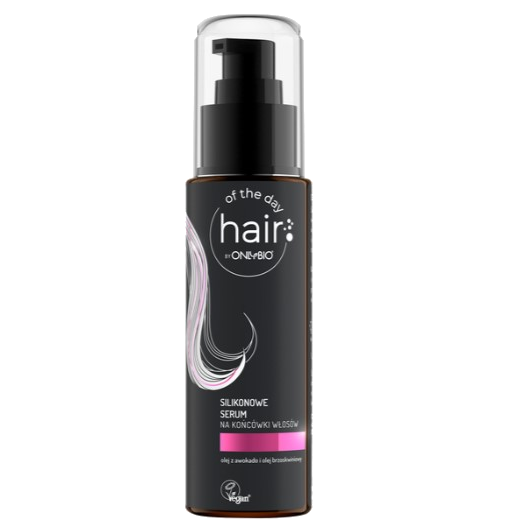 of the day
hair
BY ONLYBIO®
SILIKONOWE
SERUM
NA KOŃCÓWKI WŁOSÓW
olej z awokado i olej brzoskwiniowy
Vegan